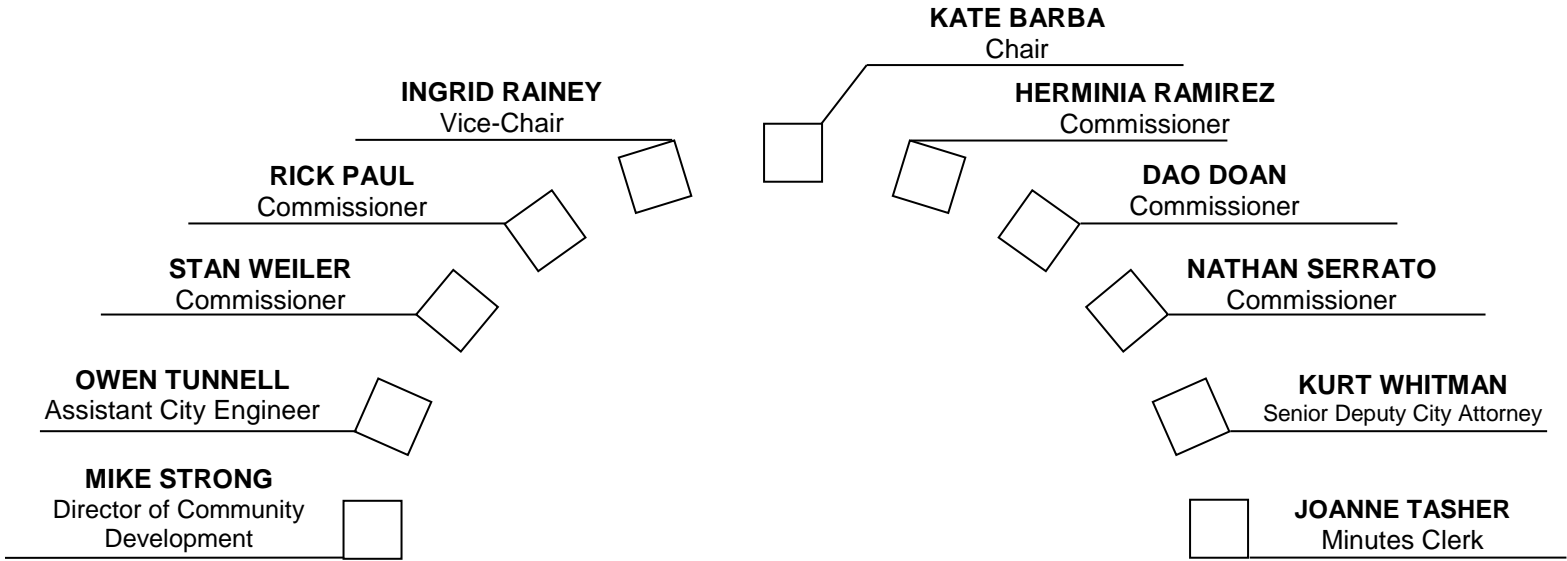 KATE BARBA
Chair
INGRID RAINEY
Vice-Chair
HERMINIA RAMIREZ
Commissioner
RICK PAUL
Commissioner
DAO DOAN
Commissioner
STAN WEILER
Commissioner
NATHAN SERRATO
Commissioner
OWEN TUNNELL
Assistant City Engineer
KURT WHITMAN
Senior Deputy City Attorney
MIKE STRONG
Director of Community
Development
JOANNE TASHER
Minutes Clerk